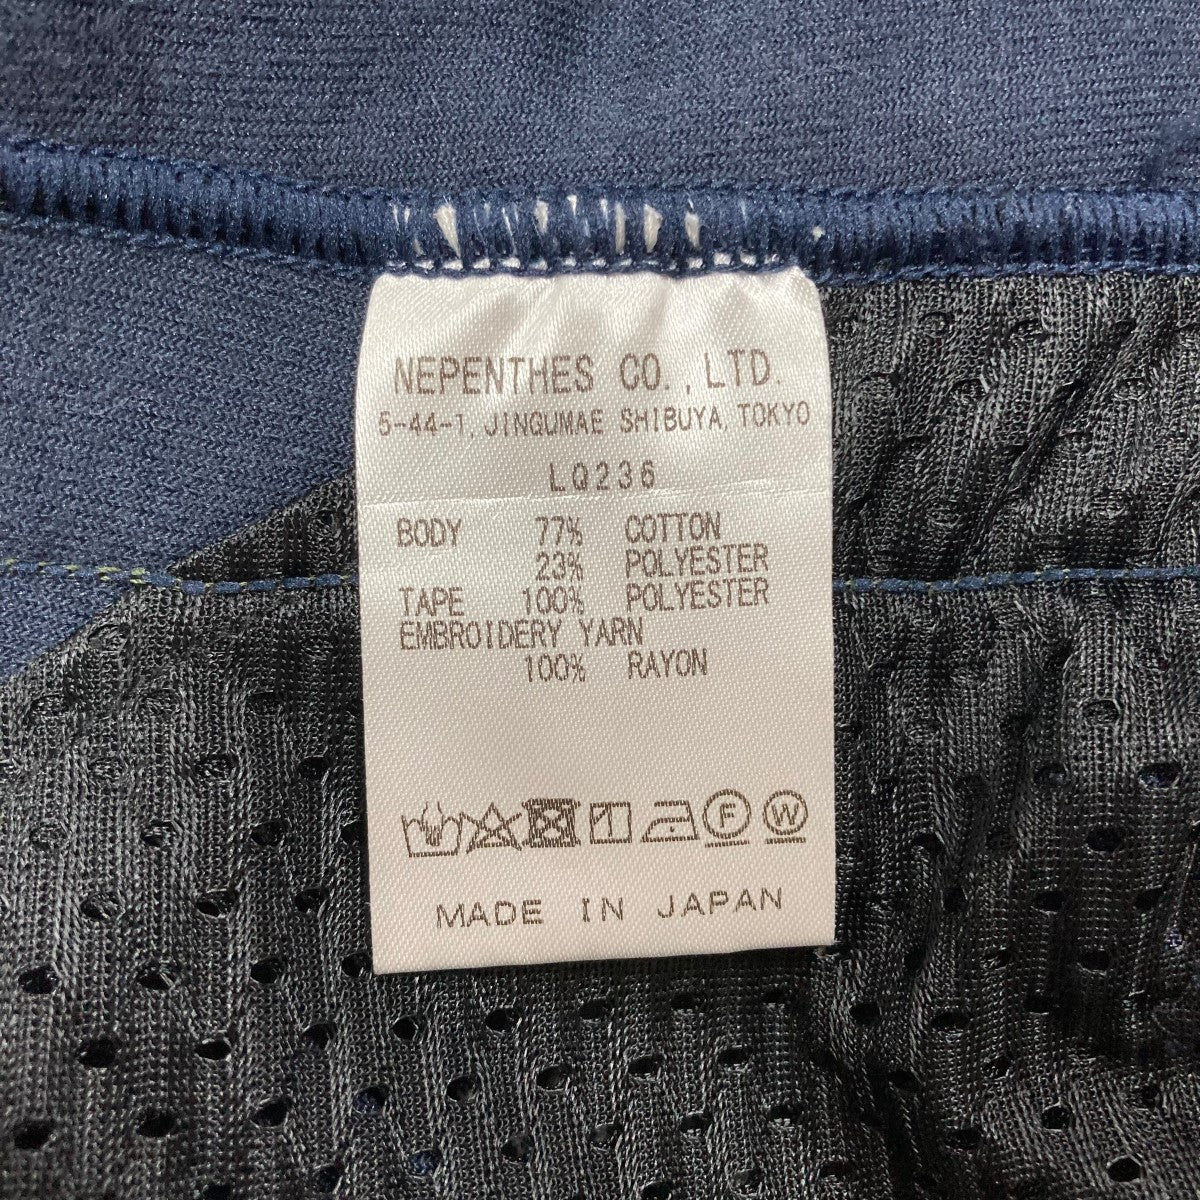 NEPENTHES CO.,LTD.
5-44-1, JINGUMAE SHIBUYA, TOKYO
LQ236
BODY 77% COTTON
23% POLYESTER
TAPE 100% POLYESTER
EMBROIDERY YARN
100% RAYON
F W
MADE IN JAPAN